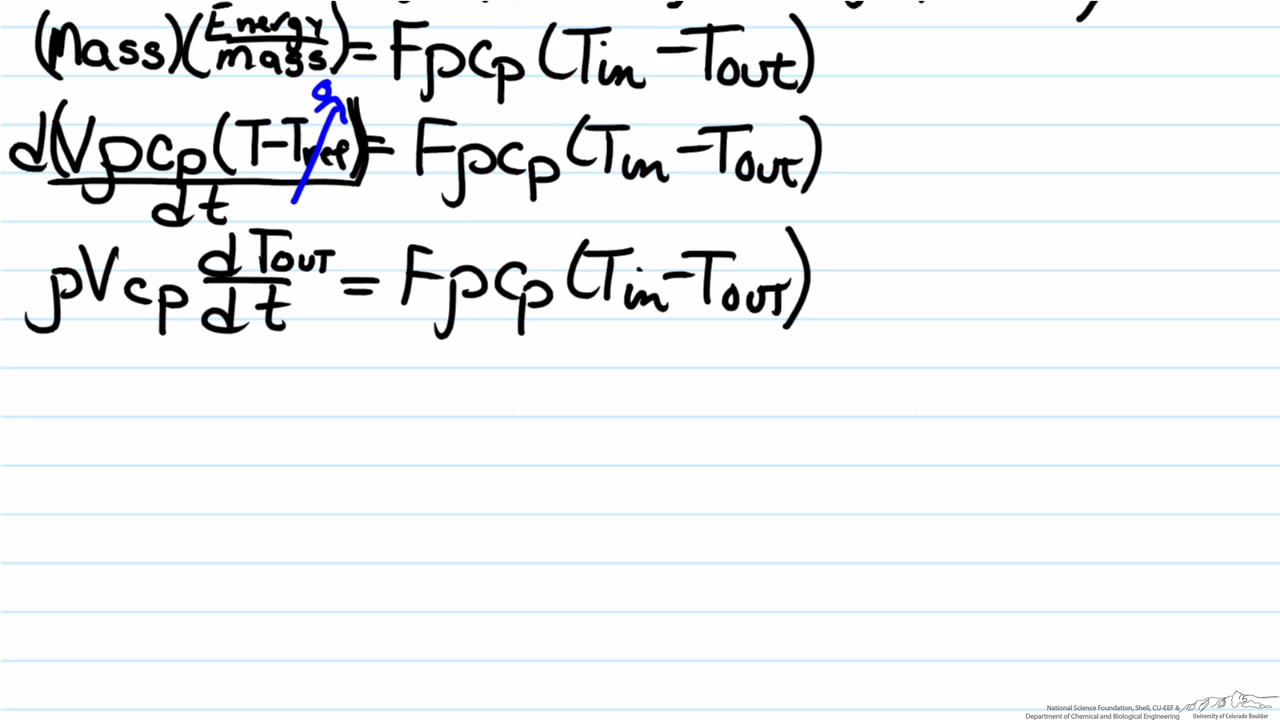 (Mass)(Energy/mass) = Fρcp (Tin - Tout)
d(Vρcp (T-Tref))/dt = Fρcp (Tin - Tout)
ρVcp dTout/dt = Fρcp (Tin - Tout)
National Science Foundation, Shell, CU-EEF &
Department of Chemical and Biological Engineering
University of Colorado Boulder